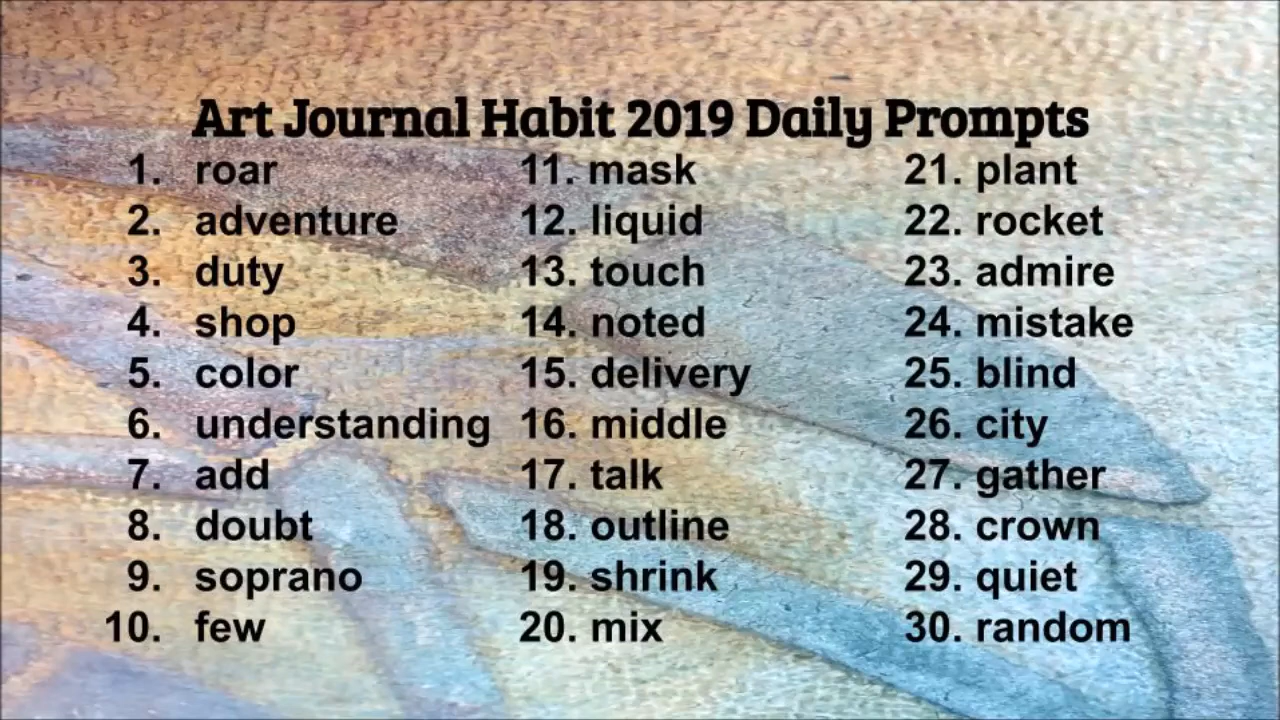 Art Journal Habit 2019 Daily Prompts
1. roar
2. adventure
3. duty
4. shop
5. color
6. understanding
7. add
8. doubt
9. soprano
10. few
11. mask
12. liquid
13. touch
14. noted
15. delivery
16. middle
17. talk
18. outline
19. shrink
20. mix
21. plant
22. rocket
23. admire
24. mistake
25. blind
26. city
27. gather
28. crown
29. quiet
30. random